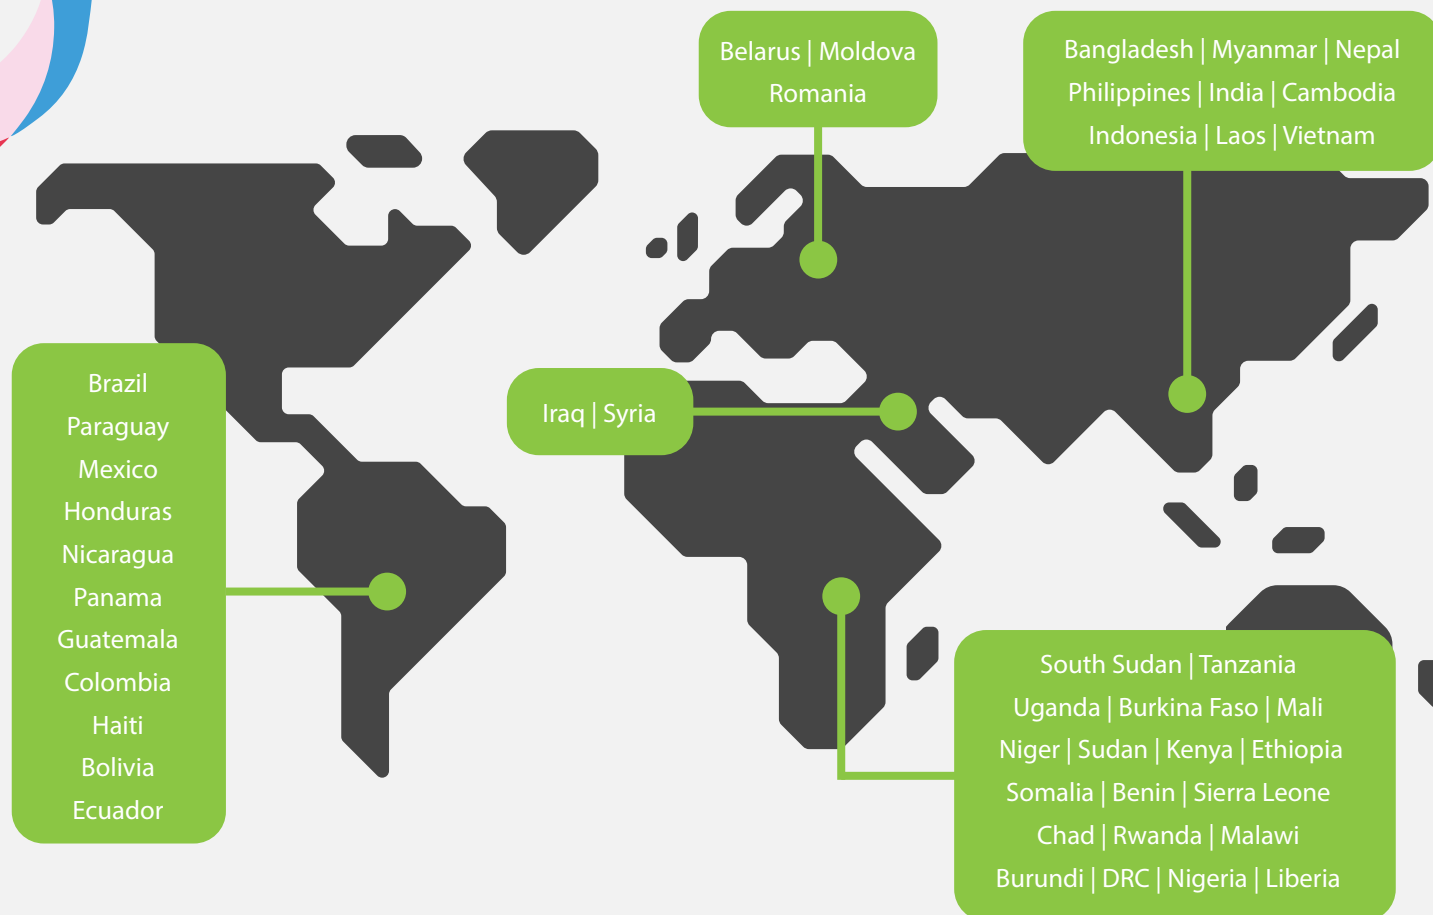 Belarus | Moldova
Romania
Bangladesh | Myanmar | Nepal
Philippines | India | Cambodia
Indonesia | Laos | Vietnam
Brazil
Paraguay
Mexico
Honduras
Nicaragua
Panama
Guatemala
Colombia
Haiti
Bolivia
Ecuador
Iraq | Syria
South Sudan | Tanzania
Uganda | Burkina Faso | Mali
Niger | Sudan | Kenya | Ethiopia
Somalia | Benin | Sierra Leone
Chad | Rwanda | Malawi
Burundi | DRC | Nigeria | Liberia